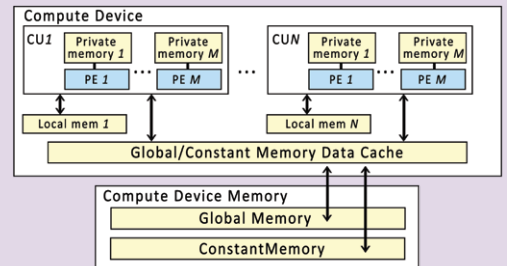 Compute Device
CU1
Private
memory 1
Private
memory M
PE 1
...
PE M
...
CUN
Private
memory 1
Private
memory M
PE 1
...
PE M
Local mem 1
Local mem N
Global/Constant Memory Data Cache
Compute Device Memory
Global Memory
ConstantMemory